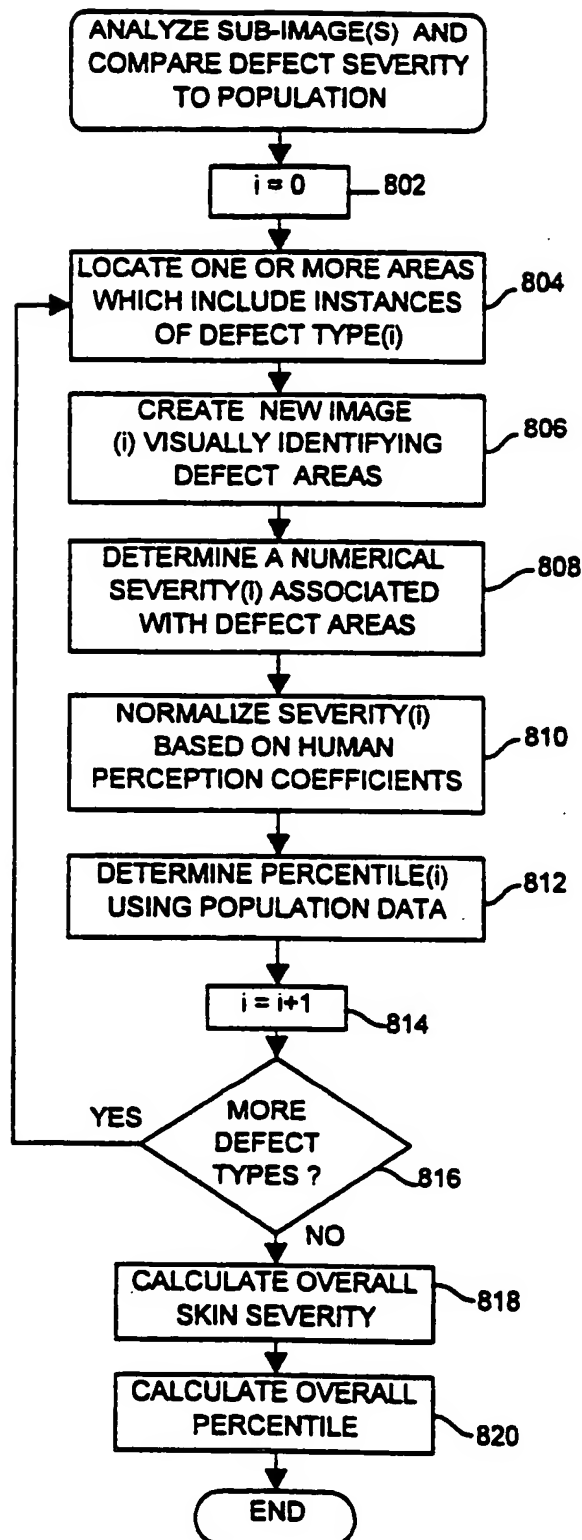 ANALYZE SUB-IMAGE(S) AND
COMPARE DEFECT SEVERITY
TO POPULATION
i = 0
802
LOCATE ONE OR MORE AREAS
WHICH INCLUDE INSTANCES
OF DEFECT TYPE(i)
804
CREATE NEW IMAGE
(i) VISUALLY IDENTIFYING
DEFECT AREAS
806
DETERMINE A NUMERICAL
SEVERITY(i) ASSOCIATED
WITH DEFECT AREAS
808
NORMALIZE SEVERITY(i)
BASED ON HUMAN
PERCEPTION COEFFICIENTS
810
DETERMINE PERCENTILE(i)
USING POPULATION DATA
812
i = i+1
814
YES
MORE
DEFECT
TYPES ?
816
NO
CALCULATE OVERALL
SKIN SEVERITY
818
CALCULATE OVERALL
PERCENTILE
820
END